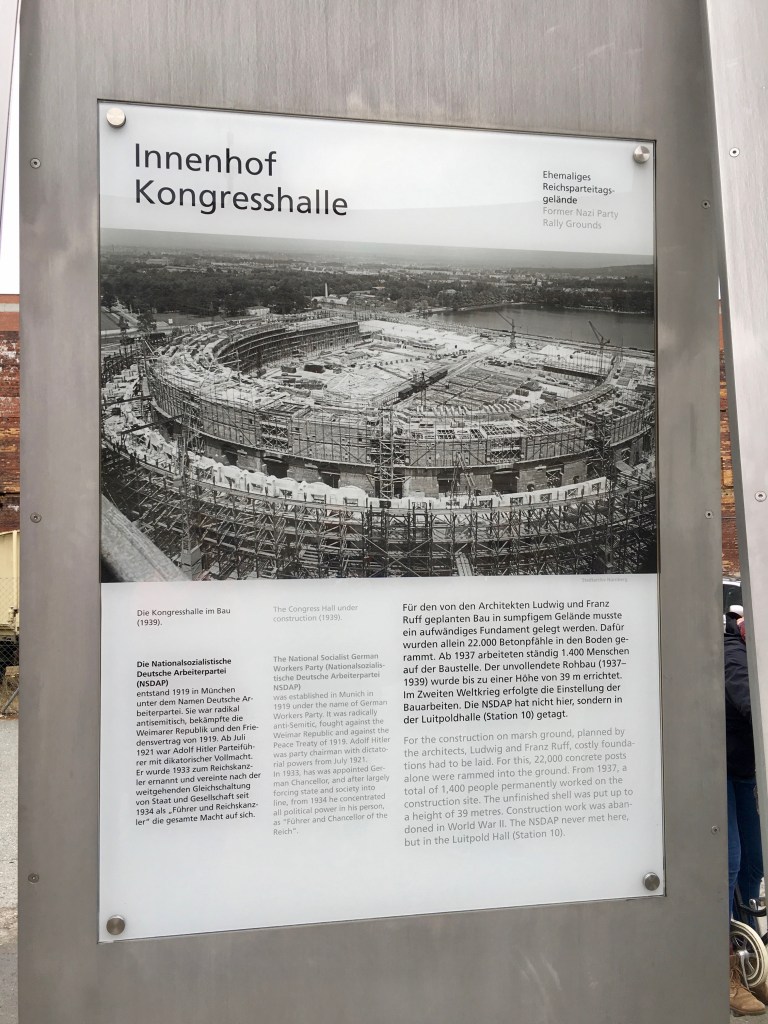 Innenhof
Kongresshalle
Ehemaliges
Reichsparteitags-
gelände
Former Nazi Party
Rally Grounds
Stadtarchiv Nürnberg
Die Kongresshalle im Bau
(1939).
The Congress Hall under
construction (1939).
Die Nationalsozialistische
Deutsche Arbeiterpartei
(NSDAP)
entstand 1919 in München
unter dem Namen Deutsche Ar-
beiterpartei. Sie war radikal
antisemitisch, bekämpfte die
Weimarer Republik und den Frie-
densvertrag von 1919. Ab Juli
1921 war Adolf Hitler Parteifüh-
rer mit dikatorischer Vollmacht.
Er wurde 1933 zum Reichskanz-
ler ernannt und vereinte nach der
weitgehenden Gleichschaltung
von Staat und Gesellschaft seit
1934 als „Führer und Reichskanz-
ler“ die gesamte Macht auf sich.
The National Socialist German
Workers Party (Nationalsozialis-
tische Deutsche Arbeiterpartei
NSDAP)
was established in Munich in
1919 under the name of German
Workers Party. It was radically
anti-Semitic, fought against the
Weimar Republic and against the
Peace Treaty of 1919. Adolf Hitler
was party chairman with dictato-
rial powers from July 1921.
In 1933, has was appointed Ger-
man Chancellor, and after largely
forcing state and society into
line, from 1934 he concentrated
all political power in his person,
as “Führer and Chancellor of the
Reich”.
Für den von den Architekten Ludwig und Franz
Ruff geplanten Bau in sumpfigem Gelände musste
ein aufwändiges Fundament gelegt werden. Dafür
wurden allein 22.000 Betonpfähle in den Boden ge-
rammt. Ab 1937 arbeiteten ständig 1.400 Menschen
auf der Baustelle. Der unvollendete Rohbau (1937–
1939) wurde bis zu einer Höhe von 39 m errichtet.
Im Zweiten Weltkrieg erfolgte die Einstellung der
Bauarbeiten. Die NSDAP hat nicht hier, sondern in
der Luitpoldhalle (Station 10) getagt.
For the construction on marsh ground, planned by
the architects, Ludwig and Franz Ruff, costly founda-
tions had to be laid. For this, 22,000 concrete posts
alone were rammed into the ground. From 1937, a
total of 1,400 people permanently worked on the
construction site. The unfinished shell was put up to
a height of 39 metres. Construction work was aban-
doned in World War II. The NSDAP never met here,
but in the Luitpold Hall (Station 10).